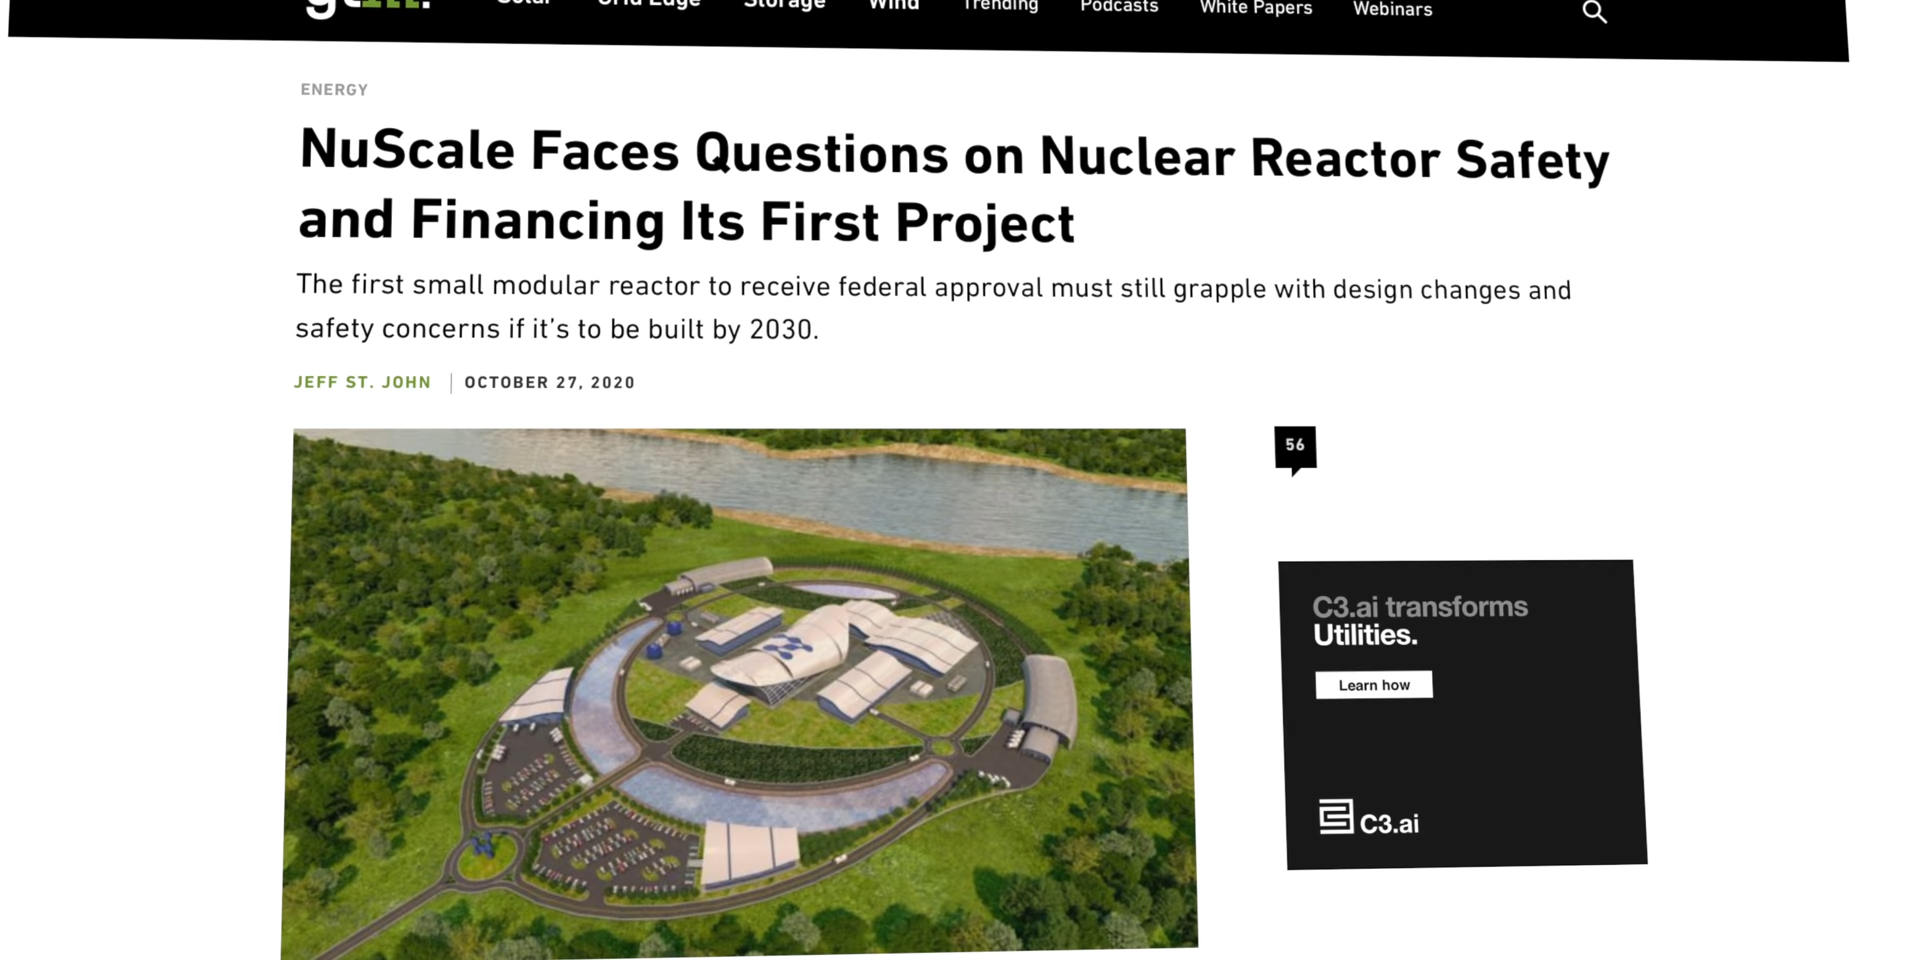 Storage
Wind
Trending
Podcasts
White Papers
Webinars
ENERGY
NuScale Faces Questions on Nuclear Reactor Safety
and Financing Its First Project
The first small modular reactor to receive federal approval must still grapple with design changes and
safety concerns if it's to be built by 2030.
JEFF ST. JOHN
OCTOBER 27, 2020
56
C3.ai transforms
Utilities.
Learn how
C3.ai